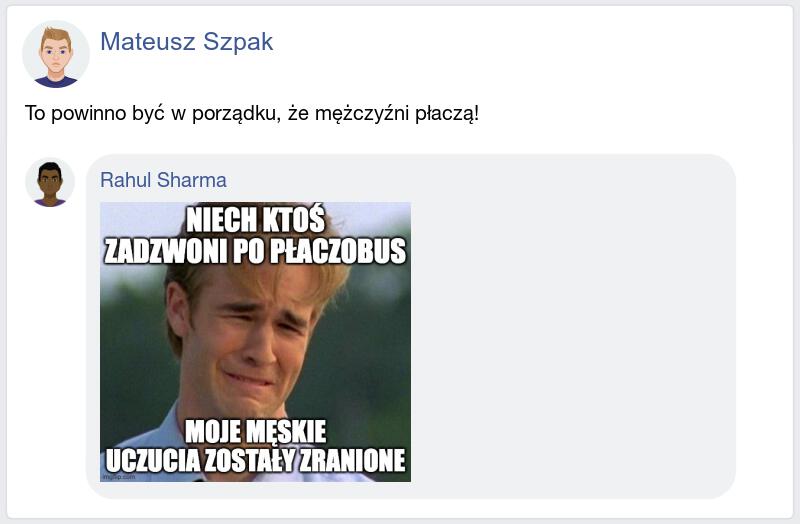 Mateusz Szpak
To powinno być w porządku, że mężczyźni płaczą!
Rahul Sharma
NIECH KTOŚ
ZADZWONI PO PŁACZOBUS
MOJE MĘSKIE
UCZUCIA ZOSTAŁY ZRANIONE
imgflip.com